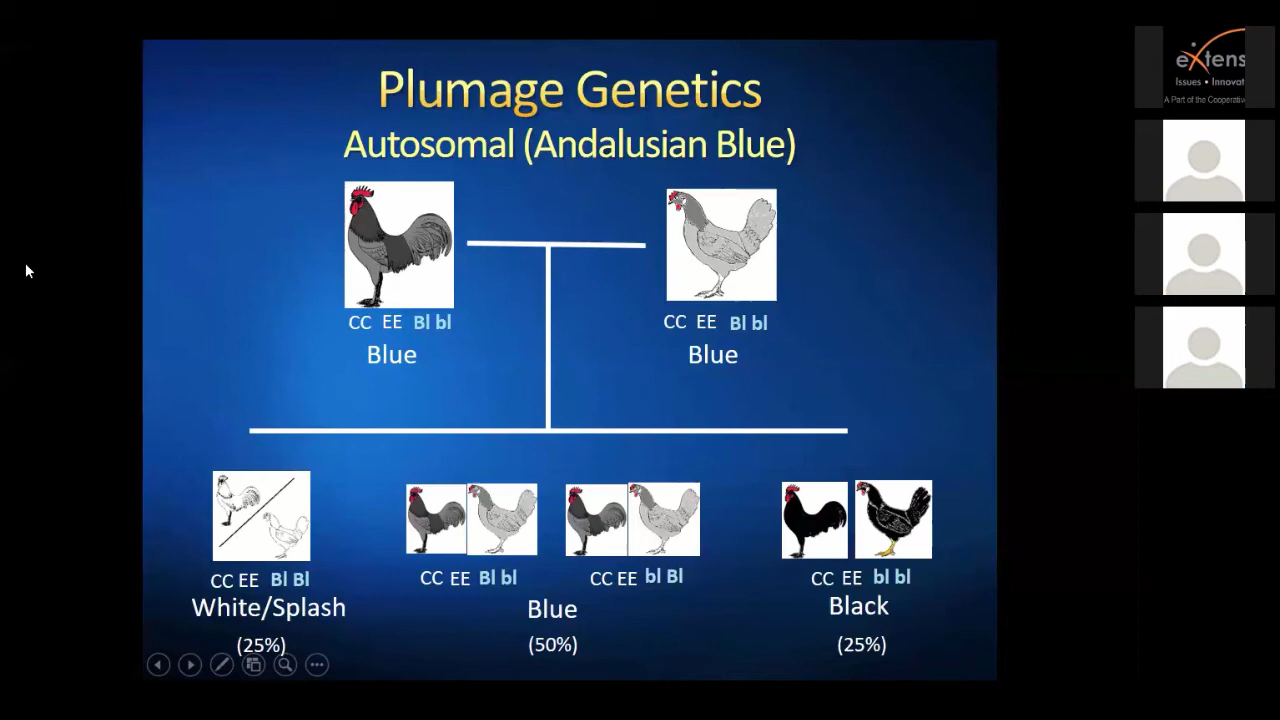 Plumage Genetics
Autosomal (Andalusian Blue)
CC EE Bl bl
Blue
CC EE Bl bl
Blue
CC EE Bl Bl
White/Splash
(25%)
CC EE Bl bl
CC EE bl Bl
Blue
(50%)
CC EE bl bl
Black
(25%)
eXtens
Issues • Innovat
A Part of the Cooperativ